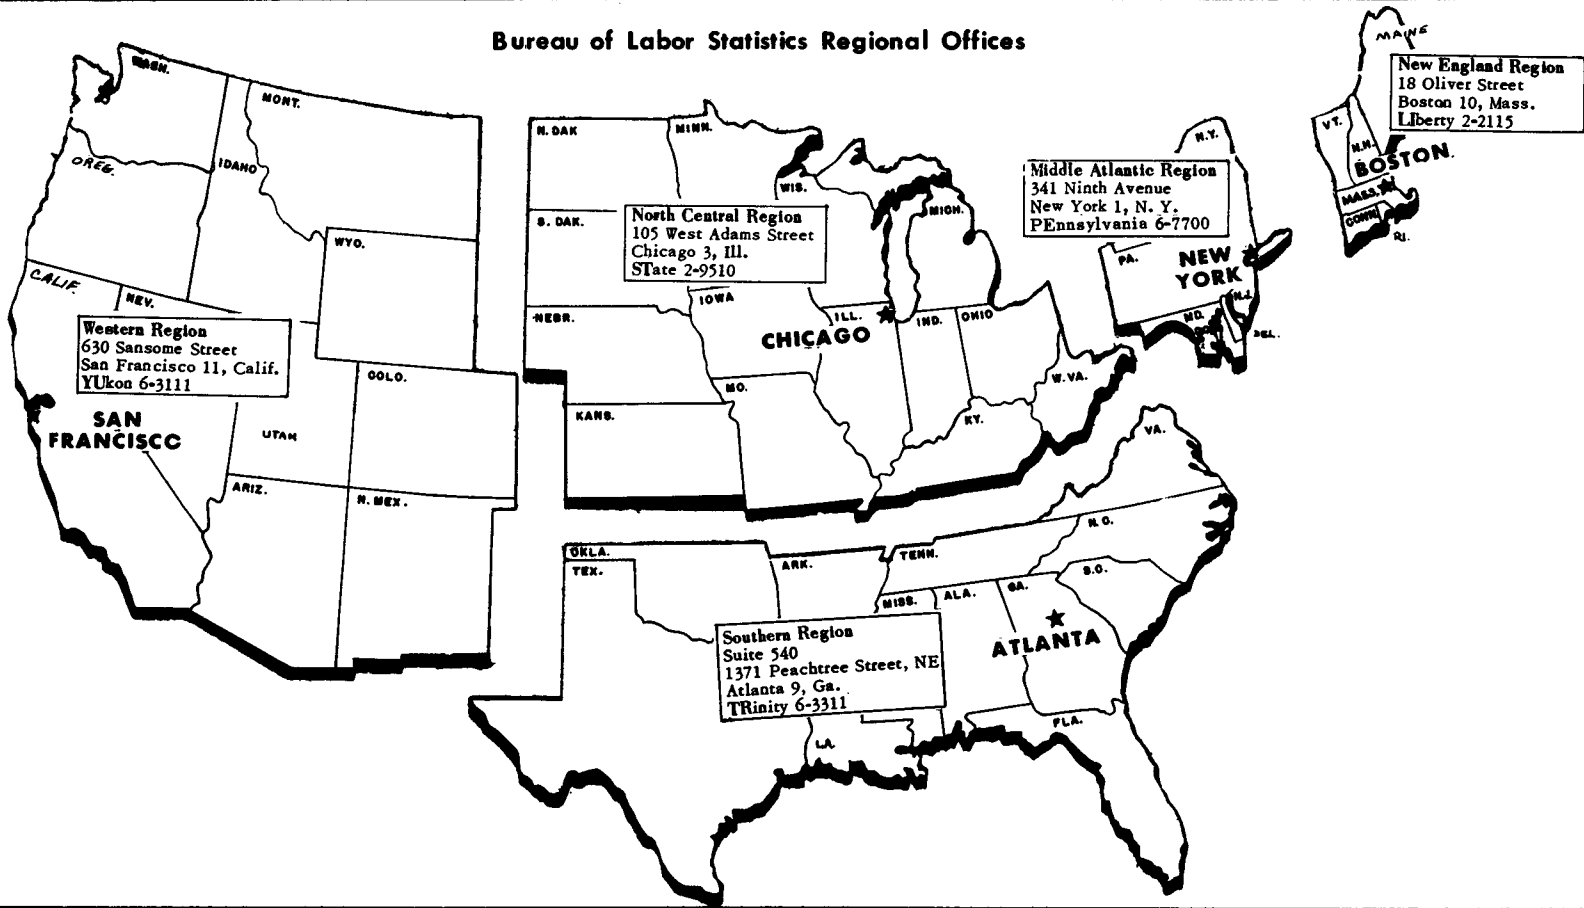 Bureau of Labor Statistics Regional Offices
MAINE
New England Region
18 Oliver Street
Boston 10, Mass.
LIberty 2-2115
VT.
N.H.
BOSTON.
MASS.
CONN
R.I.
N.Y.
Middle Atlantic Region
341 Ninth Avenue
New York 1, N. Y.
PEnnsylvania 6-7700
PA.
NEW
YORK
N.J.
MD.
DEL.
WASH.
MONT.
OREG.
IDAHO
WYO.
CALIF.
NEV.
Western Region
630 Sansome Street
San Francisco 11, Calif.
YUkon 6-3111
COLO.
SAN
FRANCISCO
UTAH
ARIZ.
N. MEX.
N. DAK
MINN.
WIS.
MICH.
S. DAK.
North Central Region
105 West Adams Street
Chicago 3, Ill.
STate 2-9510
IOWA
NEBR.
ILL.
IND.
OHIO
CHICAGO
MO.
W. VA.
KANS.
KY.
VA.
N.C.
OKLA.
TEX.
ARK.
TENN.
S.C.
MISS.
ALA.
GA.
ATLANTA
Southern Region
Suite 540
1371 Peachtree Street, NE
Atlanta 9, Ga.
TRinity 6-3311
LA.
FLA.